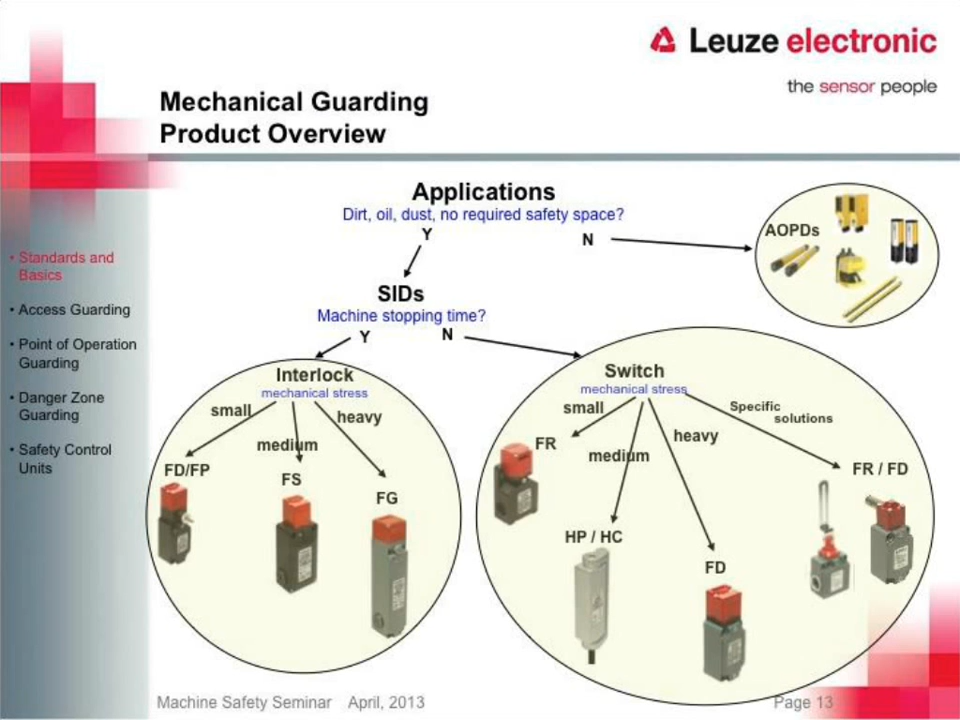 Leuze electronic
the sensor people
Mechanical Guarding
Product Overview
• Standards and
Basics
• Access Guarding
• Point of Operation
Guarding
• Danger Zone
Guarding
• Safety Control
Units
Applications
Dirt, oil, dust, no required safety space?
Y
N
AOPDs
SIDs
Machine stopping time?
Y
N
Interlock
mechanical stress
small
medium
heavy
FD/FP
FS
FG
Switch
mechanical stress
small
medium
heavy
Specific
solutions
FR
HP / HC
FD
FR / FD
Machine Safety Seminar April, 2013
Page 13